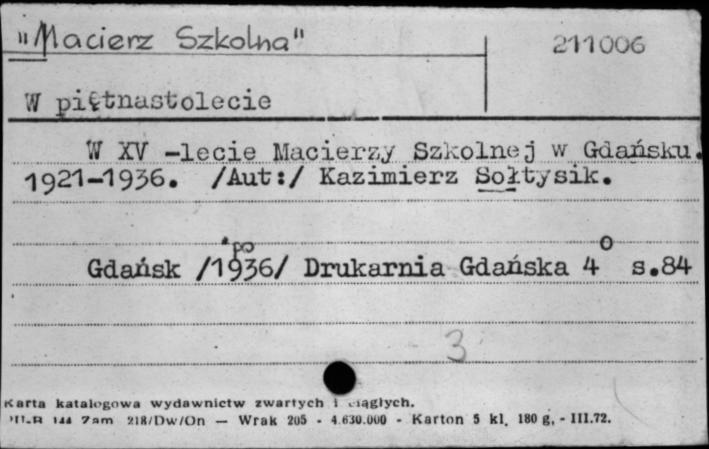 "Macierz Szkolna"
211006
W piętnastolecie
W XV -lecie Macierzy Szkolnej w Gdańsku.
1921-1936. /Aut:/ Kazimierz Sołtysik.
po
Gdańsk /1936/ Drukarnia Gdańska 4° s.84
3
Karta katalogowa wydawnictw zwartych i ciągłych.
144 Zam 218/Dw/On — Wrak 205 - 4.630.000 - Karton 5 kl, 180 g, - III.72.